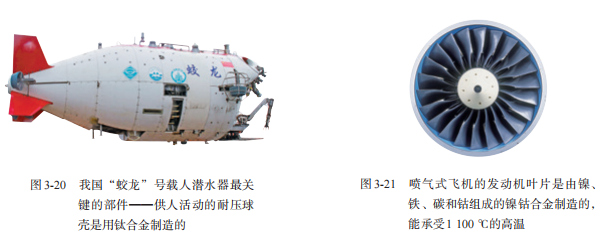 蛟龙
图3-20 我国“蛟龙”号载人潜水器最关
键的部件——供人活动的耐压球
壳是用钛合金制造的
图3-21 喷气式飞机的发动机叶片是由镍、
铁、碳和钴组成的镍钴合金制造的,
能承受1 100 ℃的高温